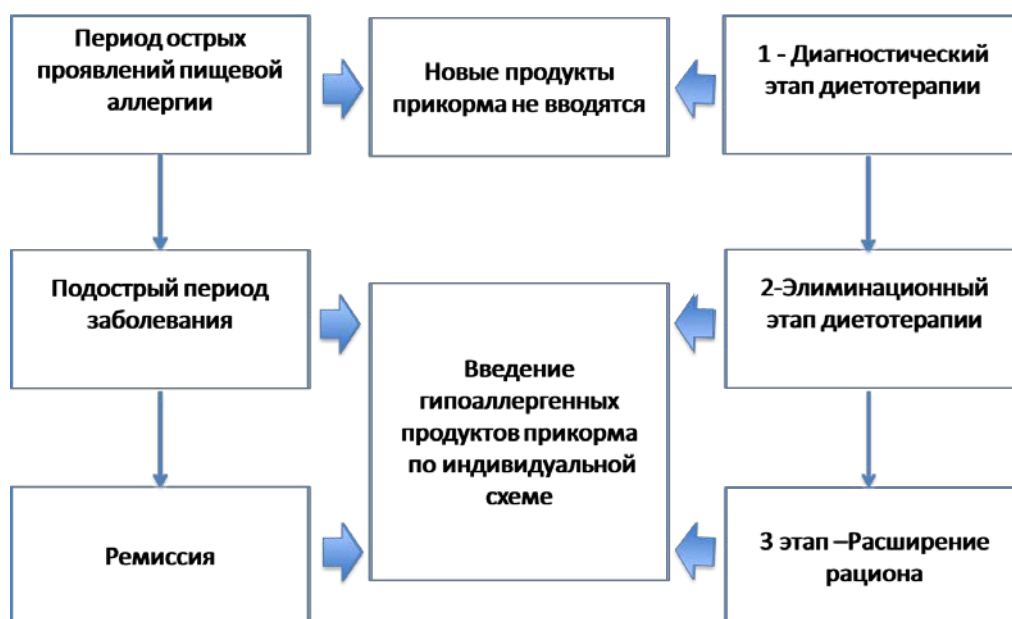 Период острых
проявлений пищевой
аллергии
Новые продукты
прикорма не вводятся
1 - Диагностический
этап диетотерапии
Подострый период
заболевания
Введение
гипоаллергенных
продуктов прикорма
по индивидуальной
схеме
2-Элиминационный
этап диетотерапии
Ремиссия
3 этап –Расширение
рациона